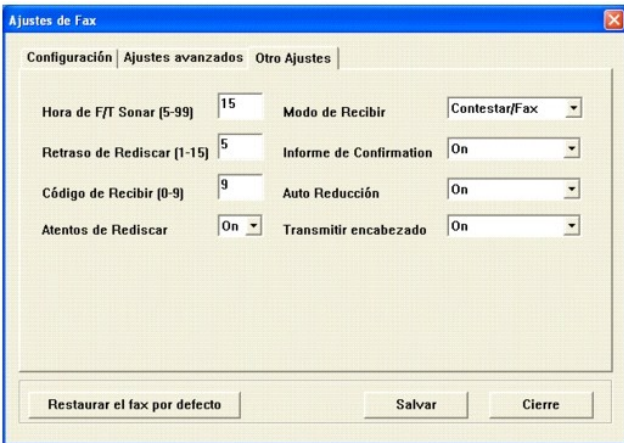 Ajustes de Fax
Configuración Ajustes avanzados Otro Ajustes
Hora de F/T Sonar (5-99) 15 Modo de Recibir Contestar/Fax
Retraso de Rediscar (1-15) 5 Informe de Confirmation On
Código de Recibir (0-9) 9 Auto Reducción On
Atentos de Rediscar On Transmitir encabezado On
Restaurar el fax por defecto Salvar Cierre